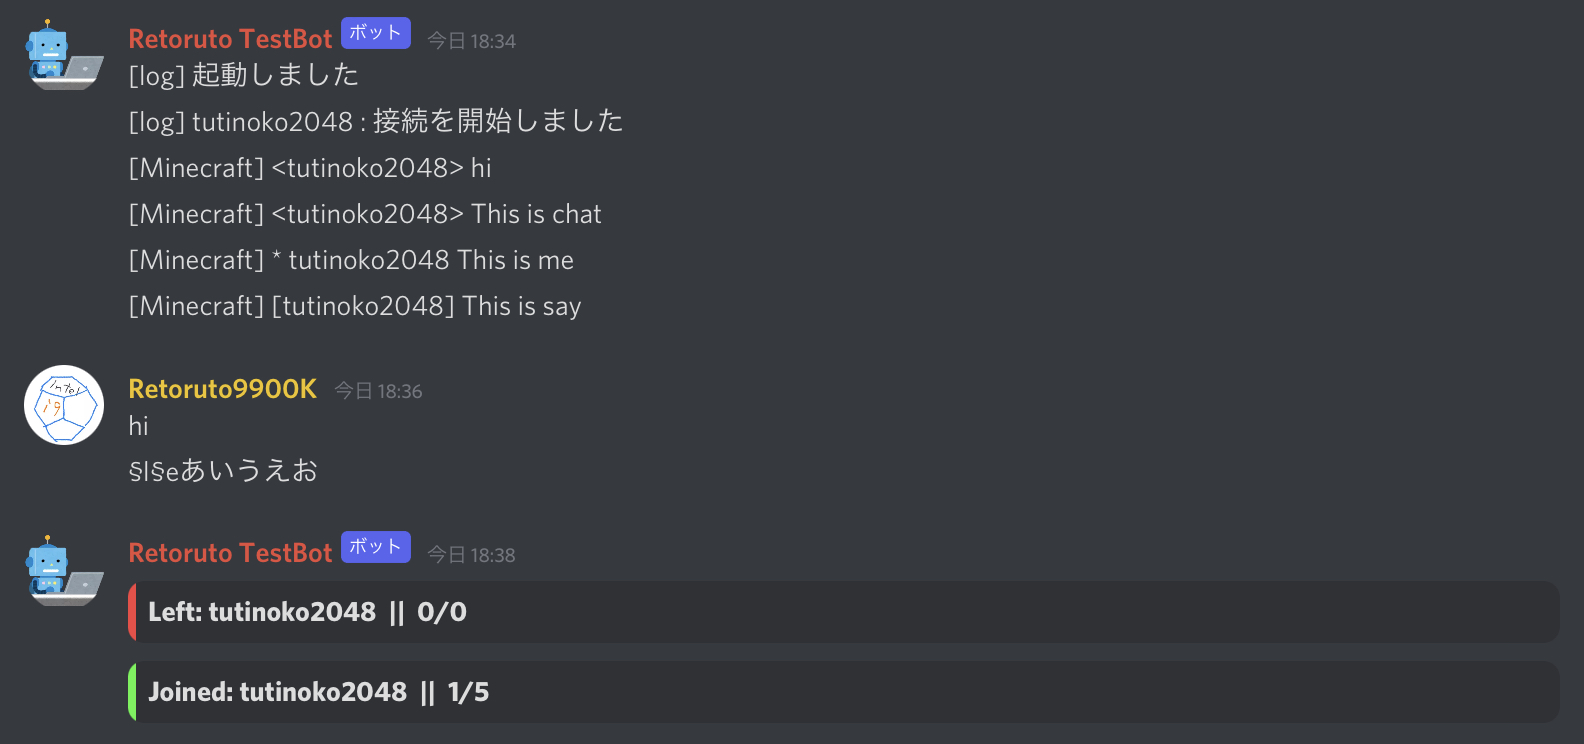 Retoruto TestBot ボット 今日 18:34
[log] 起動しました
[log] tutinoko2048 : 接続を開始しました
[Minecraft] <tutinoko2048> hi
[Minecraft] <tutinoko2048> This is chat
[Minecraft] * tutinoko2048 This is me
[Minecraft] [tutinoko2048] This is say
Retoruto9900K 今日 18:36
intel
i9
hi
§l§eあいうえお
Retoruto TestBot ボット 今日 18:38
Left: tutinoko2048 || 0/0
Joined: tutinoko2048 || 1/5